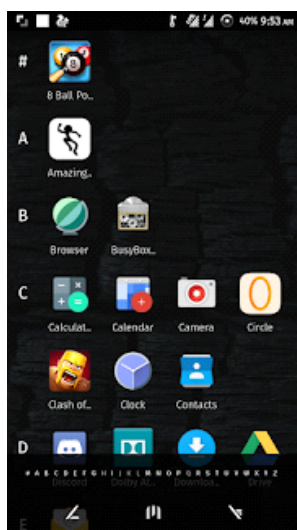 40% 9:53 AM
#
8 Ball Po..
A
Amazing..
B
Browser BusyBox..
C
Calculat.. Calendar Camera Circle
Clash of.. Clock Contacts
D
# A B C D E F G H I J K L M N O P Q R S T U V W X Y Z
Discord Dolby At.. Downloa.. Drive
E